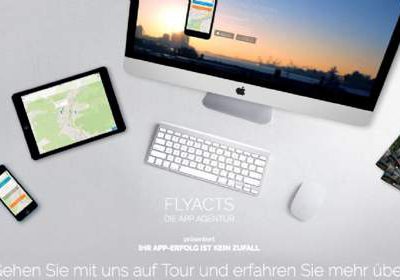 FLYACTS
DIE APP AGENTUR
präsentiert
IHR APP-ERFOLG IST KEIN ZUFALL
Gehen Sie mit uns auf Tour und erfahren Sie mehr übe